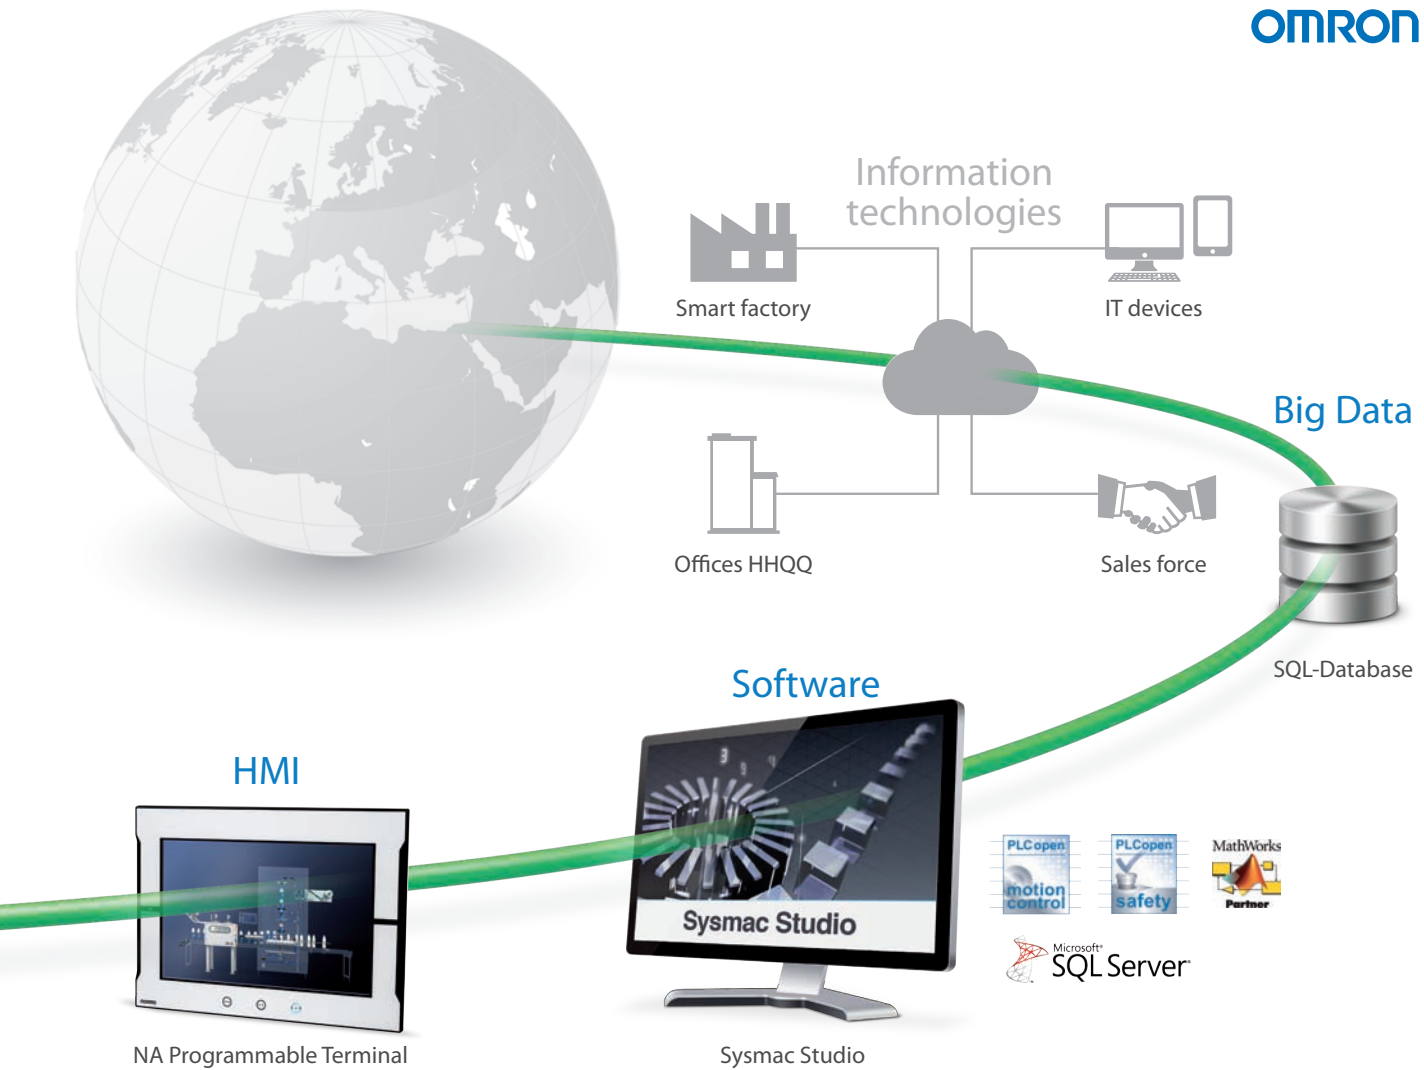 OMRON
Information
technologies
Smart factory
IT devices
Big Data
Offices HHQQ
Sales force
SQL-Database
Software
HMI
3
Sysmac Studio
PLCopen
motion
control
PLCopen
safety
MathWorks
Partner
Microsoft®
SQL Server®
NA Programmable Terminal
Sysmac Studio